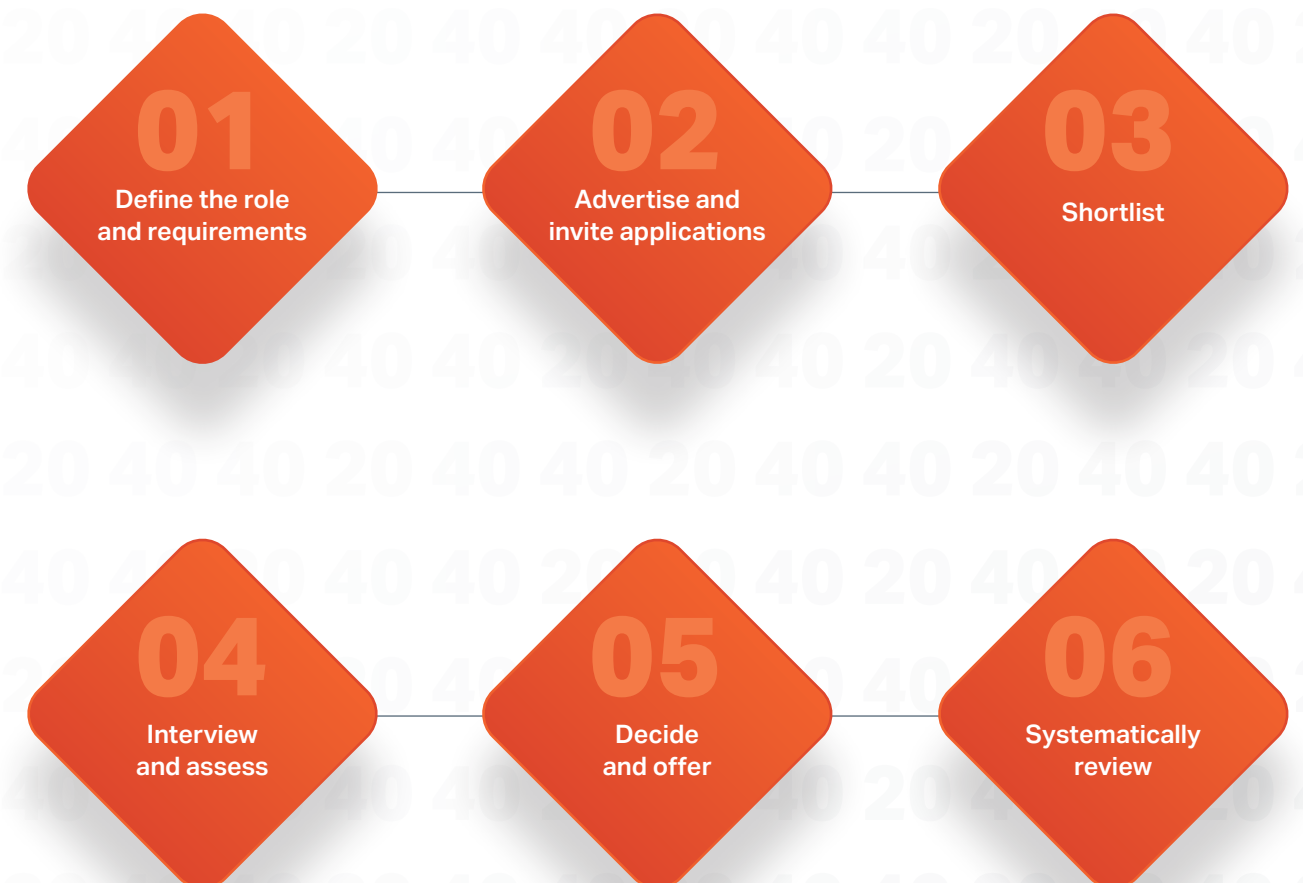 01
Define the role
and requirements
02
Advertise and
invite applications
03
Shortlist
04
Interview
and assess
05
Decide
and offer
06
Systematically
review